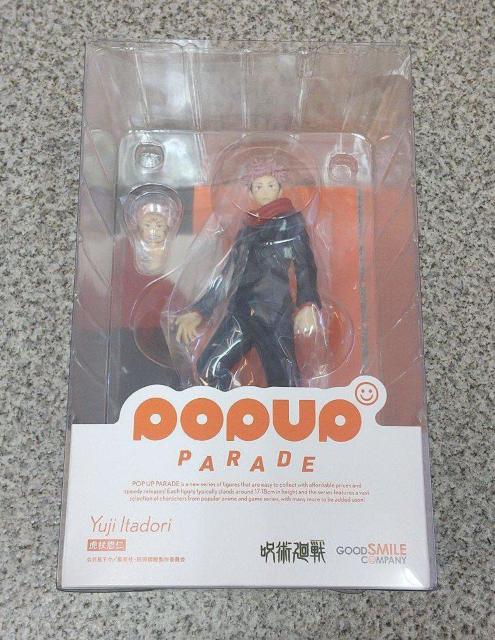 POPUP
PARADE
POP UP PARADE is a new series of figures that are easy to collect with affordable prices and
speedy releases! Each figure typically stands around 17-18cm in height and the series features a vast
selection of characters from popular anime and game series, with many more to be added soon!
Yuji Itadori
虎杖悠仁
呪術廻戦
GOOD SMILE
COMPANY